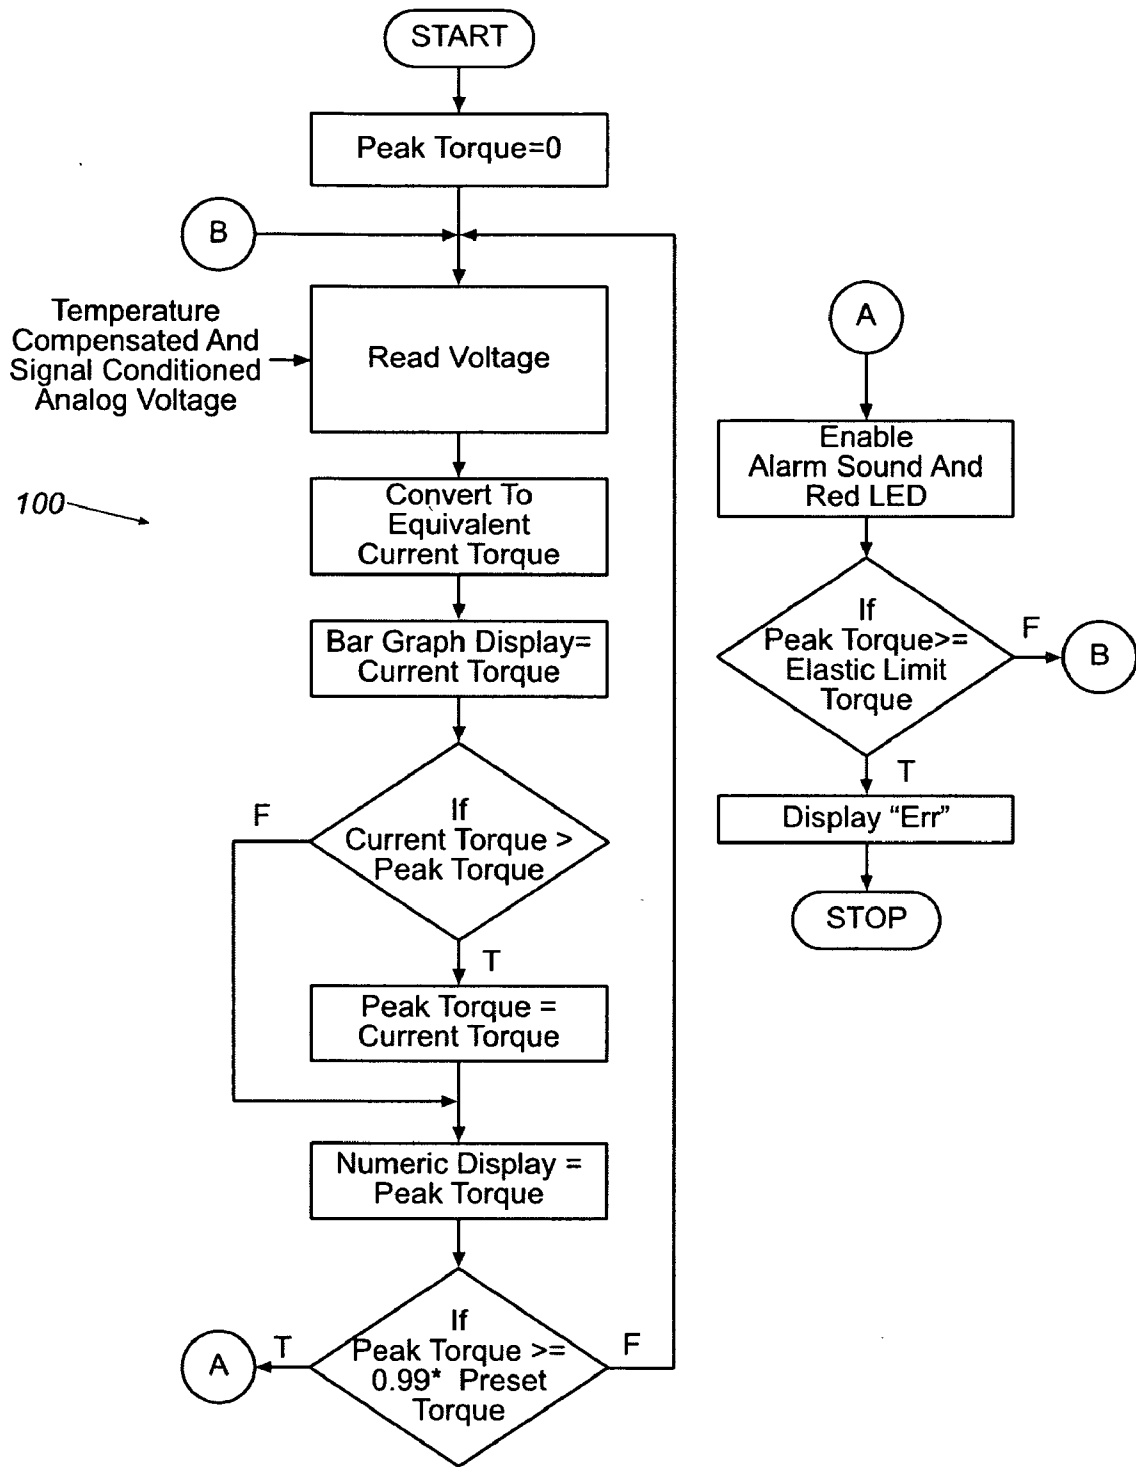 START
Peak Torque=0
B
Temperature
Compensated And
Signal Conditioned
Analog Voltage
Read Voltage
100
Convert To
Equivalent
Current Torque
Bar Graph Display=
Current Torque
If
Current Torque >
Peak Torque
F
T
Peak Torque =
Current Torque
Numeric Display =
Peak Torque
If
Peak Torque >=
0.99* Preset
Torque
T
F
A
A
Enable
Alarm Sound And
Red LED
If
Peak Torque>=
Elastic Limit
Torque
F
B
T
Display “Err”
STOP